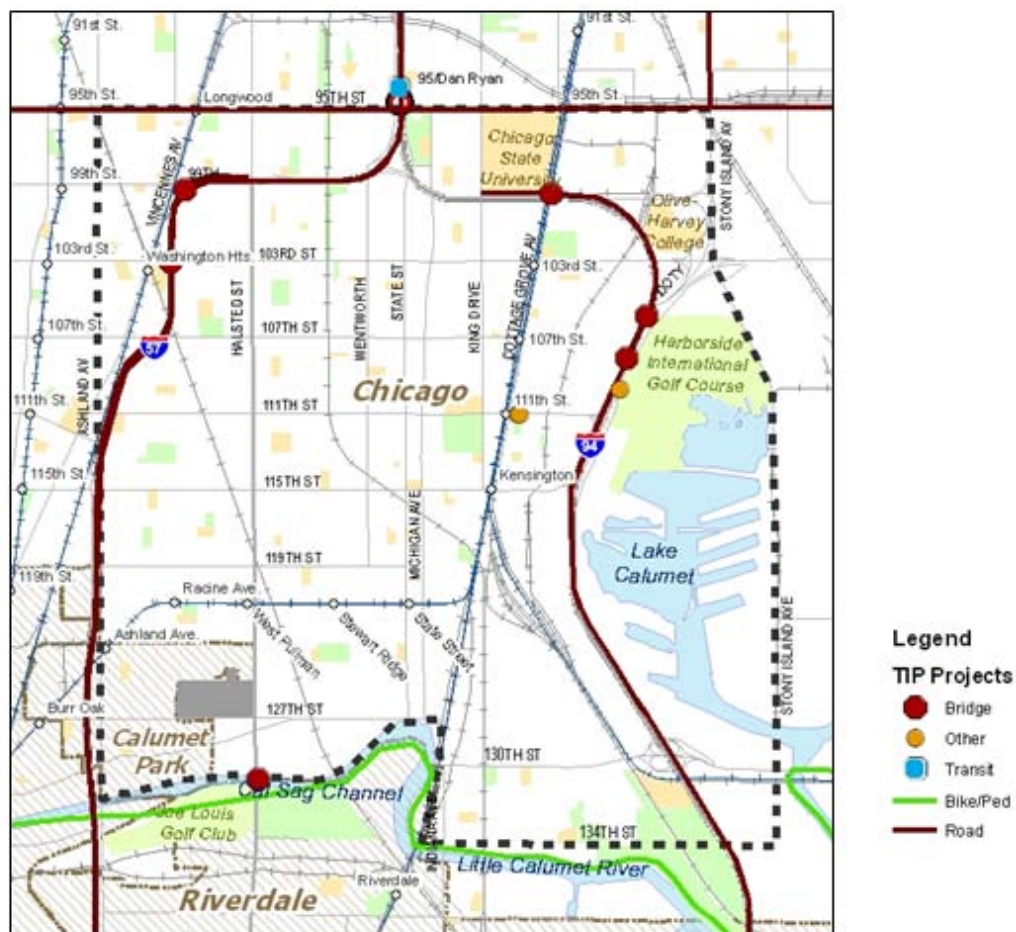 91st St.
91st St.
95/Dan Ryan
95th St.
Longwood
95TH ST
95th St.
Chicago
State
University
STONY ISLAND AV
VINCENNES AV
99TH
99th St.
Olive-
Harvey
College
103rd St.
Washington Hts.
103RD ST
103rd St.
DOTY
HALSTED ST
WENTWORTH
STATE ST
KING DRIVE
COTTAGE GROVE AV
107th St.
107TH ST
107th St.
57
Harborside
International
Golf Course
Chicago
ASHLAND AV
111th St.
111TH ST
111th St.
94
115th St.
115TH ST
Kensington
MICHIGAN AVE
Lake
Calumet
119TH ST
119th St.
Racine Ave.
Ashland Ave.
West Pullman
Stewart Ridge
State Street
STONY ISLAND AVE
Burr Oak
127TH ST
Calumet
Park
130TH ST
Cal Sag Channel
Joe Louis
Golf Club
134TH ST
Little Calumet River
Riverdale
Riverdale
Legend
TIP Projects
Bridge
Other
Transit
Bike/Ped
Road